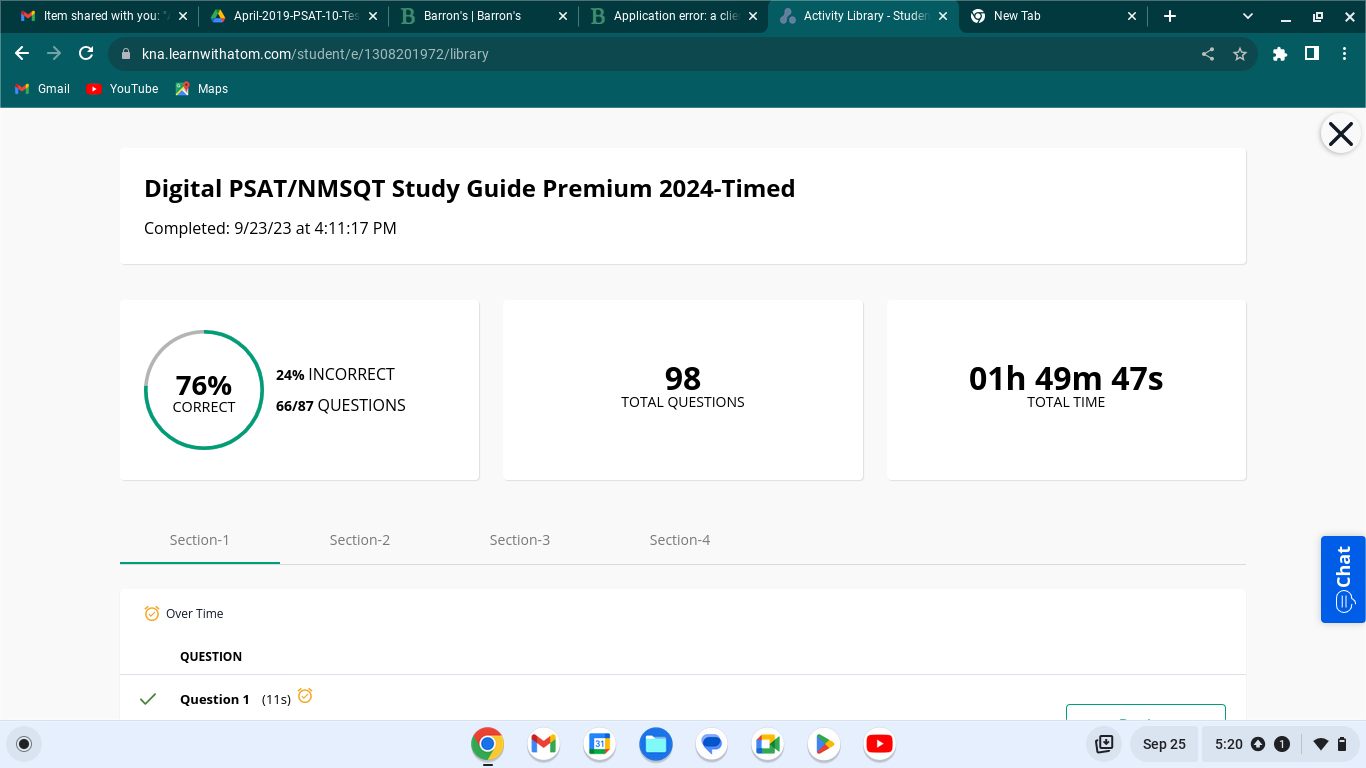 Item shared with you: "
April-2019-PSAT-10-Tes
Barron's | Barron's
Application error: a clie
Activity Library - Studen
New Tab
kna.learnwithatom.com/student/e/1308201972/library
Gmail
YouTube
Maps
Digital PSAT/NMSQT Study Guide Premium 2024-Timed
Completed: 9/23/23 at 4:11:17 PM
76%
CORRECT
24% INCORRECT
66/87 QUESTIONS
98
TOTAL QUESTIONS
01h 49m 47s
TOTAL TIME
Section-1
Section-2
Section-3
Section-4
Chat
Over Time
QUESTION
Question 1 (11s)
31
Sep 25
5:20
1